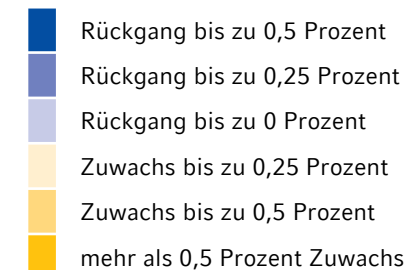 Rückgang bis zu 0,5 Prozent
Rückgang bis zu 0,25 Prozent
Rückgang bis zu 0 Prozent
Zuwachs bis zu 0,25 Prozent
Zuwachs bis zu 0,5 Prozent
mehr als 0,5 Prozent Zuwachs